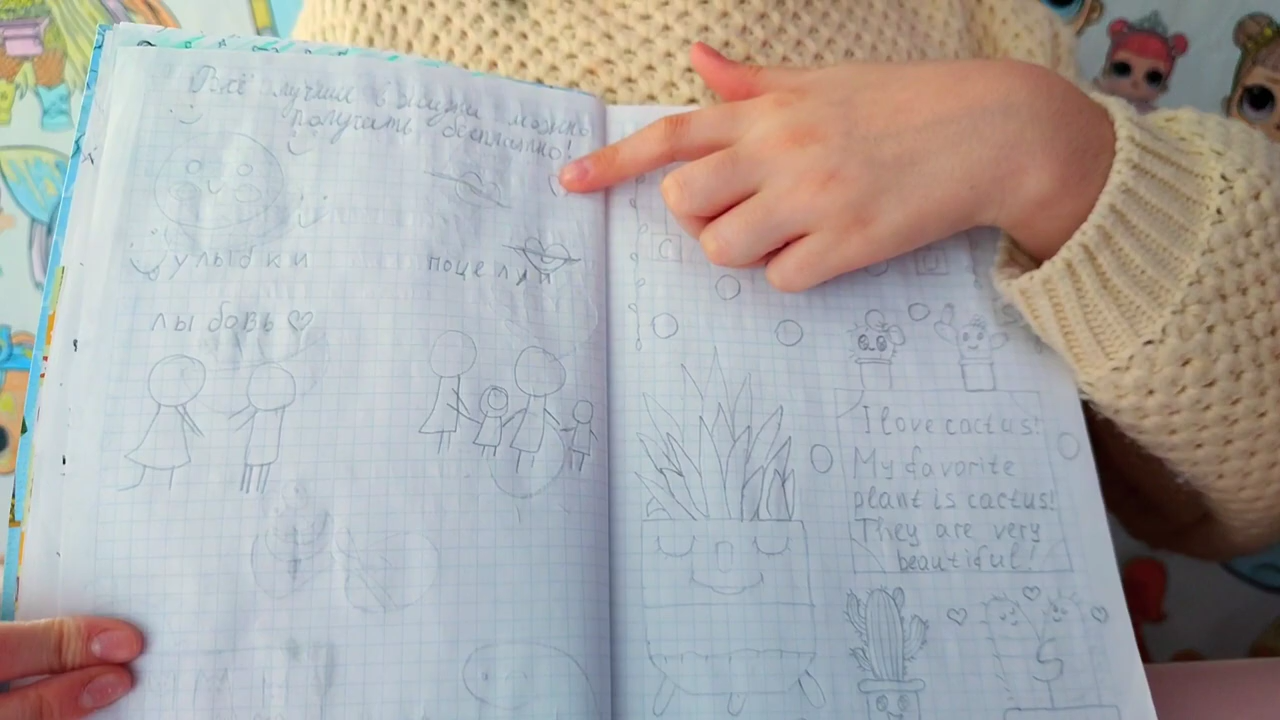 Всё лучшее в жизни можно
получить бесплатно!
улыбки
поцелуи
любовь
C
I love cactus!
My favorite
plant is cactus!
They are very
beautiful!